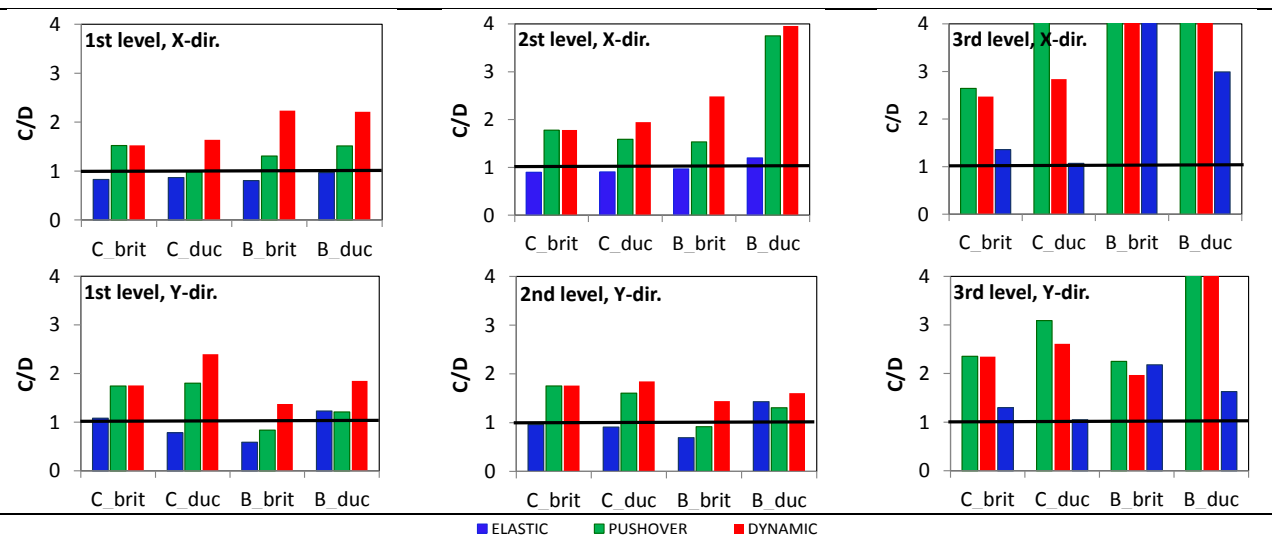 1st level, X-dir.
C/D
4
3
2
1
0
C_brit C_duc B_brit B_duc
2st level, X-dir.
C/D
4
3
2
1
0
C_brit C_duc B_brit B_duc
3rd level, X-dir.
C/D
4
3
2
1
0
C_brit C_duc B_brit B_duc
1st level, Y-dir.
C/D
4
3
2
1
0
C_brit C_duc B_brit B_duc
2nd level, Y-dir.
C/D
4
3
2
1
0
C_brit C_duc B_brit B_duc
3rd level, Y-dir.
C/D
4
3
2
1
0
C_brit C_duc B_brit B_duc
ELASTIC PUSHOVER DYNAMIC